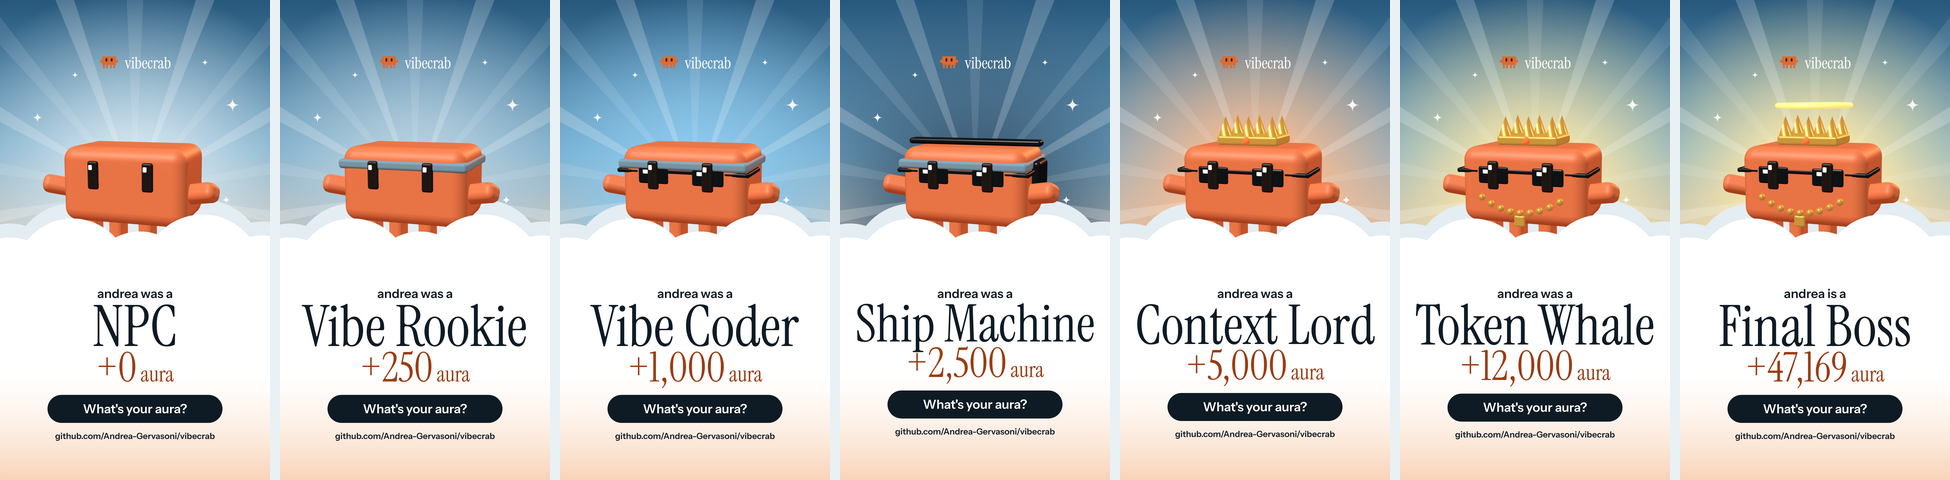 vibecrab
andrea was a
NPC
+0 aura
What's your aura?
github.com/Andrea-Gervasoni/vibecrab
vibecrab
andrea was a
Vibe Rookie
+250 aura
What's your aura?
github.com/Andrea-Gervasoni/vibecrab
vibecrab
andrea was a
Vibe Coder
+1,000 aura
What's your aura?
github.com/Andrea-Gervasoni/vibecrab
vibecrab
andrea was a
Ship Machine
+2,500 aura
What's your aura?
github.com/Andrea-Gervasoni/vibecrab
vibecrab
andrea was a
Context Lord
+5,000 aura
What's your aura?
github.com/Andrea-Gervasoni/vibecrab
vibecrab
andrea was a
Token Whale
+12,000 aura
What's your aura?
github.com/Andrea-Gervasoni/vibecrab
vibecrab
andrea is a
Final Boss
+47,169 aura
What's your aura?
github.com/Andrea-Gervasoni/vibecrab